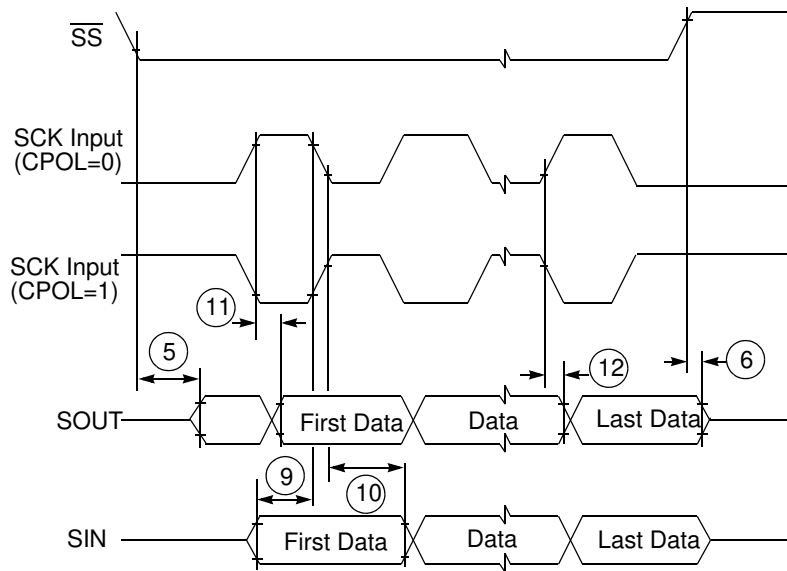 SS
SCK Input
(CPOL=0)
SCK Input
(CPOL=1)
11
5
12
6
SOUT
First Data
Data
Last Data
9
10
SIN
First Data
Data
Last Data